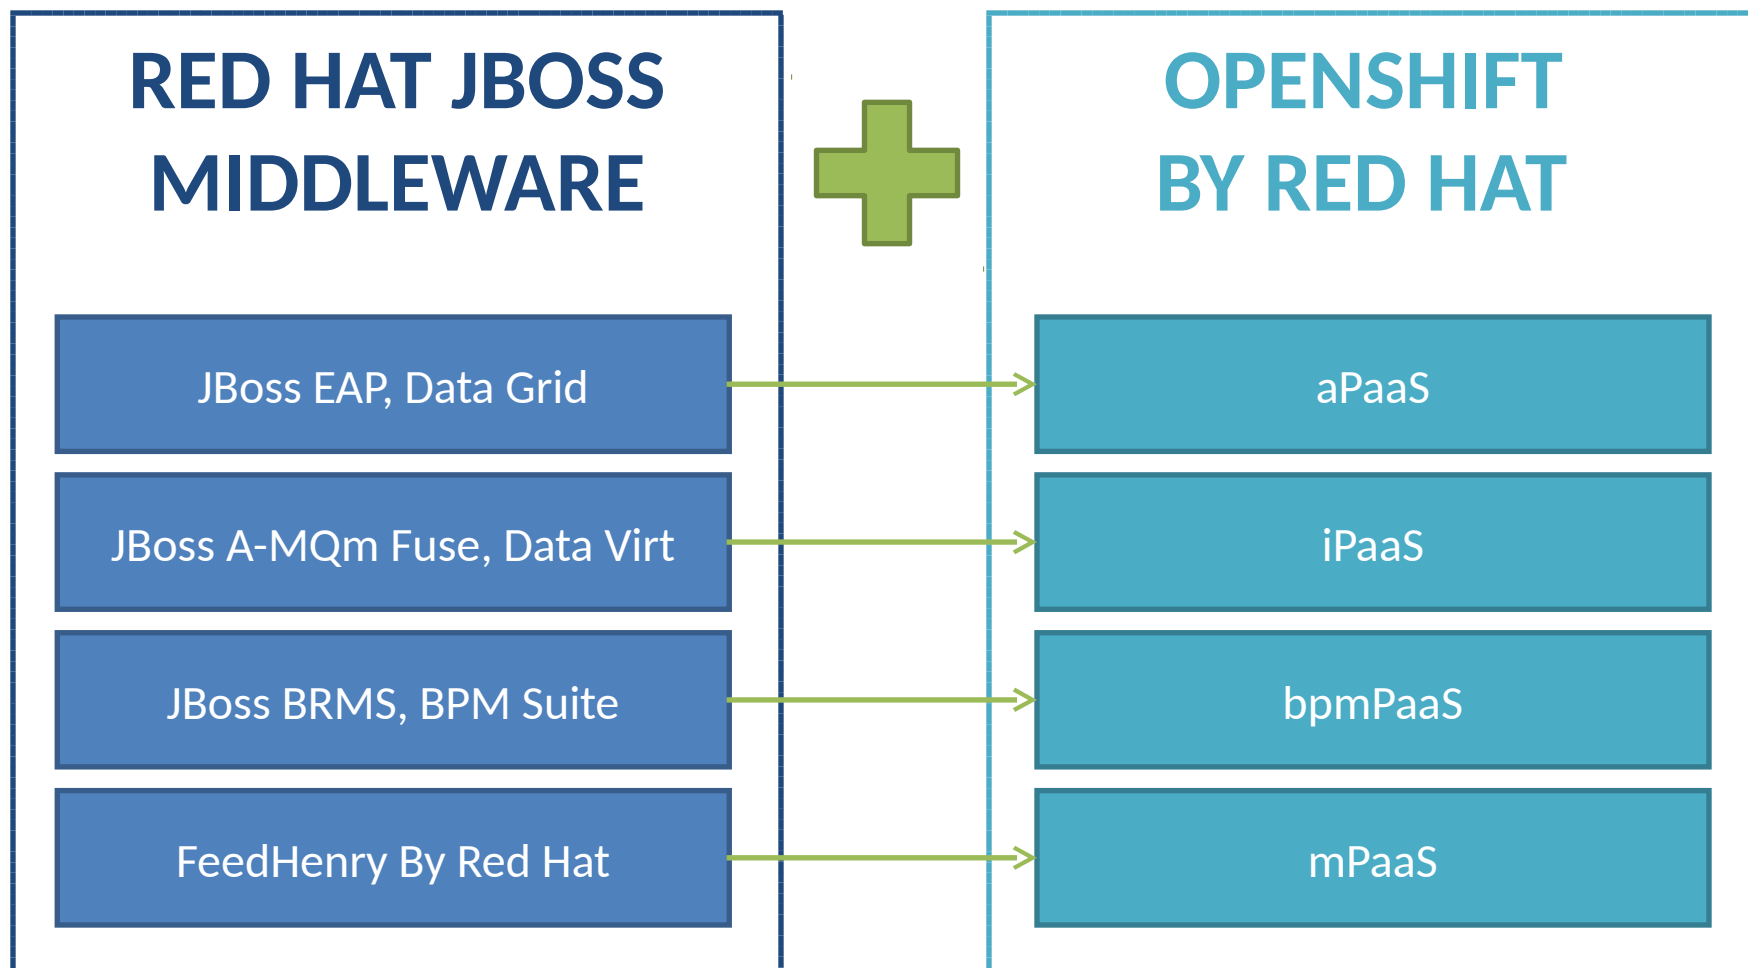 RED HAT JBOSS
MIDDLEWARE
OPENSHIFT
BY RED HAT
JBoss EAP, Data Grid
aPaaS
JBoss A-MQm Fuse, Data Virt
iPaaS
JBoss BRMS, BPM Suite
bpmPaaS
FeedHenry By Red Hat
mPaaS